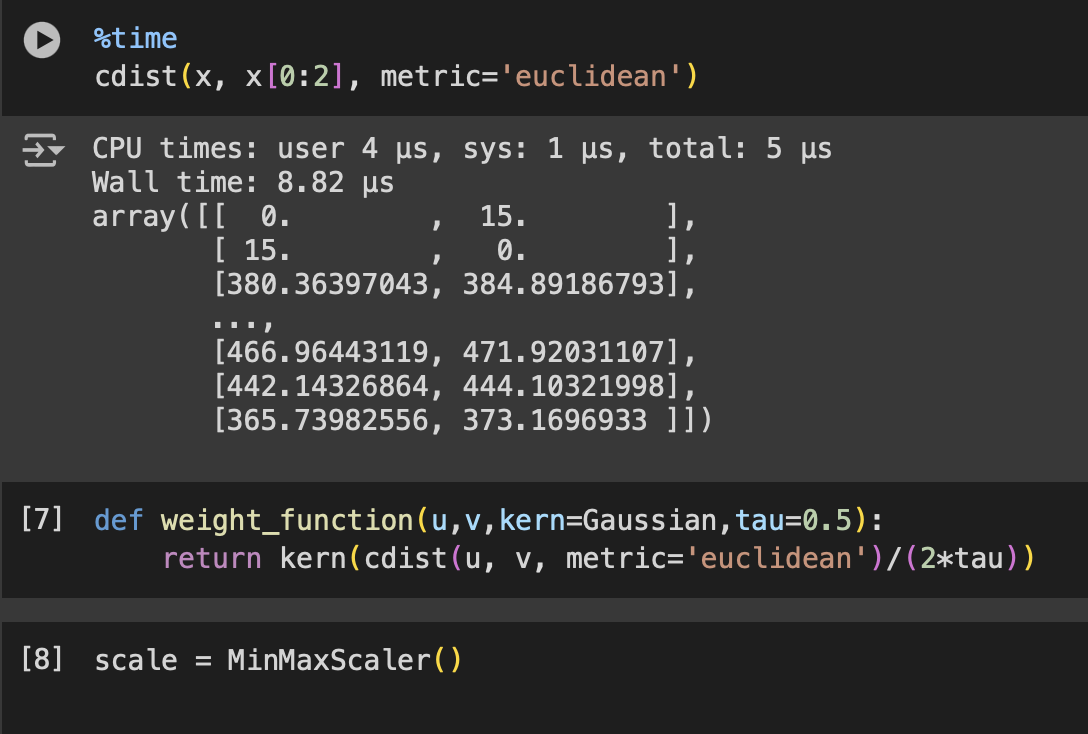 %time
cdist(x, x[0:2], metric='euclidean')
CPU times: user 4 µs, sys: 1 µs, total: 5 µs
Wall time: 8.82 µs
array([[  0.        ,  15.        ],
       [ 15.        ,   0.        ],
       [380.36397043, 384.89186793],
       ...,
       [466.96443119, 471.92031107],
       [442.14326864, 444.10321998],
       [365.73982556, 373.1696933 ]])
[7] def weight_function(u,v,kern=Gaussian,tau=0.5):
    return kern(cdist(u, v, metric='euclidean')/(2*tau))
[8] scale = MinMaxScaler()